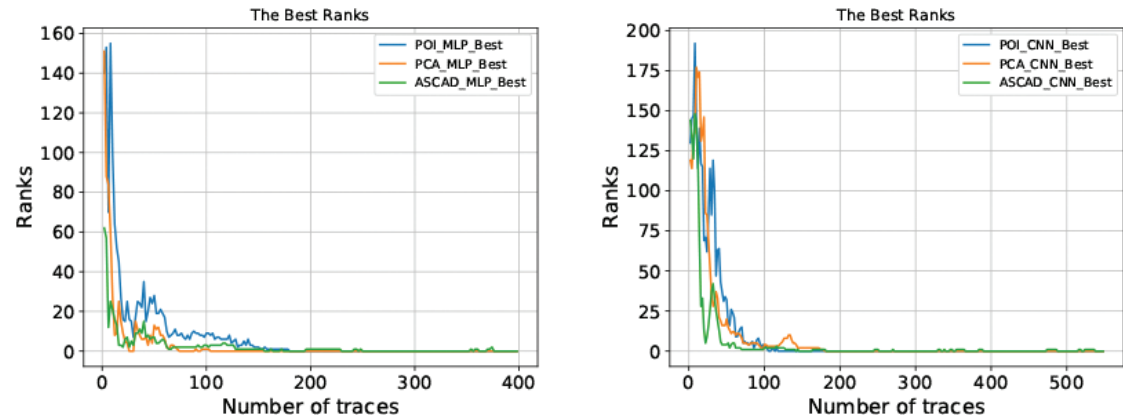 The Best Ranks
160
140
120
100
80
60
40
20
0
Ranks
POI_MLP_Best
PCA_MLP_Best
ASCAD_MLP_Best
0 100 200 300 400
Number of traces
The Best Ranks
200
175
150
125
100
75
50
25
0
Ranks
POI_CNN_Best
PCA_CNN_Best
ASCAD_CNN_Best
0 100 200 300 400 500
Number of traces